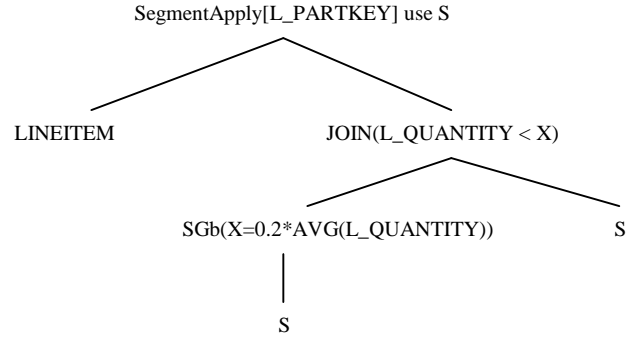 SegmentApply[L_PARTKEY] use S
LINEITEM
JOIN(L_QUANTITY < X)
SGb(X=0.2*AVG(L_QUANTITY))
S
S